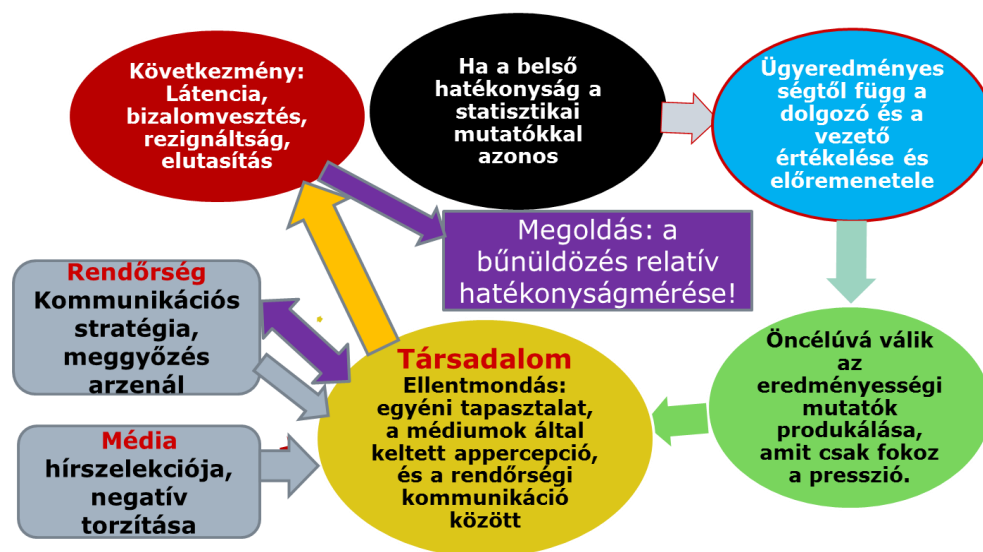 Következmény:
Látencia,
bizalomvesztés,
rezignáltság,
elutasítás
Ha a belső
hatékonyság a
statisztikai
mutatókkal
azonos
Ügyeredményes
ségtől függ a
dolgozó és a
vezető
értékelése és
előremenetele
Megoldás: a
bűnüldözés relatív
hatékonyságmérése!
Rendőrség
Kommunikációs
stratégia,
meggyőzés
arzenál
Média
hírszelekciója,
negatív
torzítása
Társadalom
Ellentmondás:
egyéni tapasztalat,
a médiumok által
keltett appercepció,
és a rendőrségi
kommunikáció
között
Öncélúvá válik
az
eredményességi
mutatók
produkálása,
amit csak fokoz
a presszió.